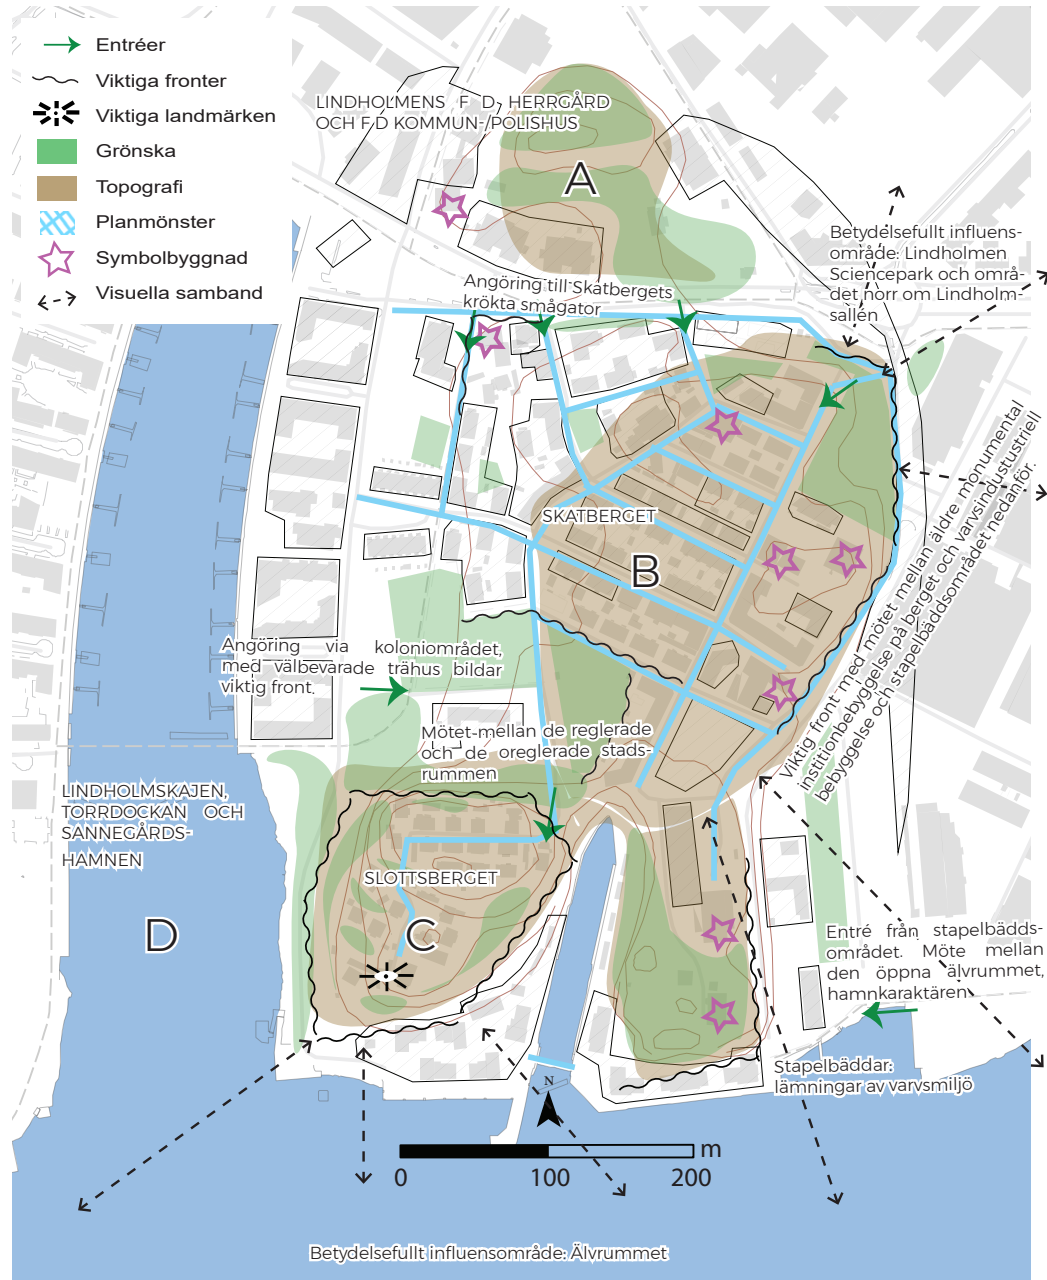 Entréer
Viktiga fronter
Viktiga landmärken
Grönska
Topografi
Planmönster
Symbolbyggnad
Visuella samband
LINDHOLMENS F D HERRGÅRD
OCH F D KOMMUN-/POLISHUS
A
Betydelsefullt influens-
område: Lindholmen
Sciencepark och områ-
det norr om Lindholm-
sallén
Angöring till Skatbergets
krökta smågator
SKATBERGET
B
Viktig front med mötet mellan äldre monumental
institionbebyggelse på berget och varvsindustustriell
bebyggelse och stapelbäddsområdet nedanför.
Angöring via koloniområdet,
med välbevarade trähus bildar
viktig front.
Mötet mellan de reglerade
och de oreglerade stads-
rummen
LINDHOLMSKAJEN,
TORRDOCKAN OCH
SANNEGÅRDS-
HAMNEN
D
SLOTTSBERGET
C
Entré från stapelbädds-
området. Möte mellan
den öppna älvrummet,
hamnkaraktären
Stapelbäddar:
lämningar av varvsmiljö
N
m
0 100 200
Betydelsefullt influensområde: Älvrummet